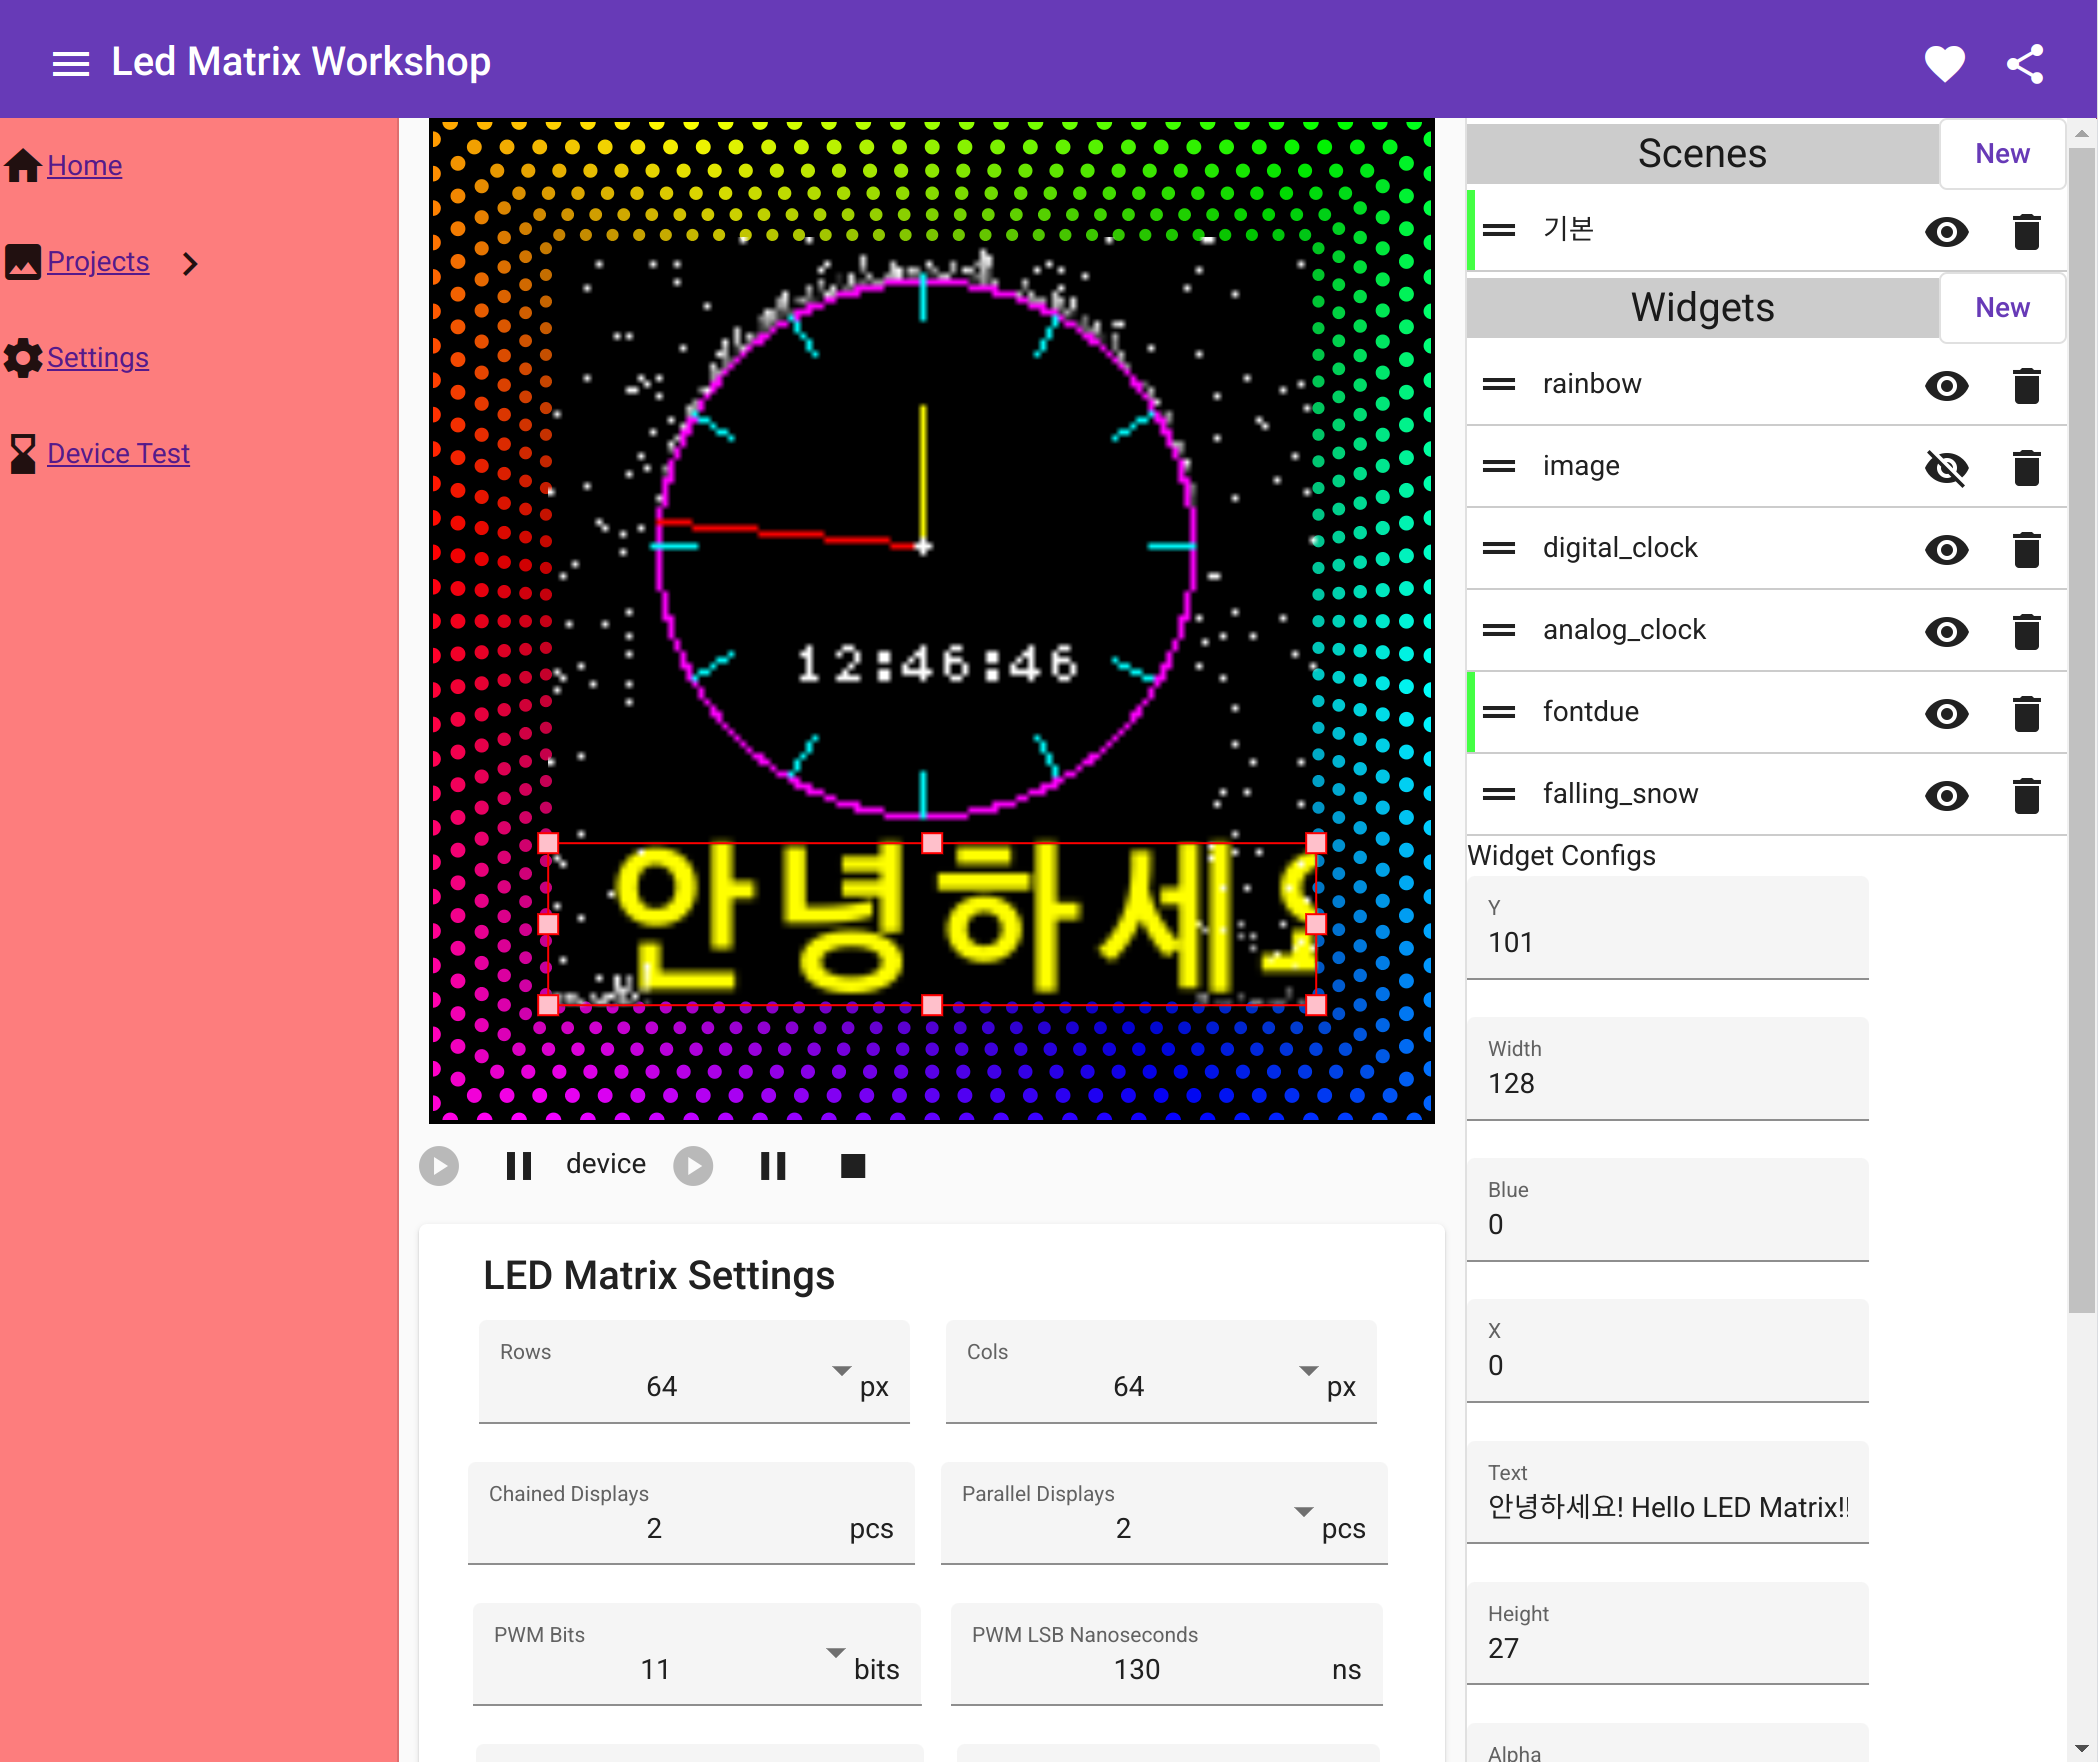 Led Matrix Workshop
Home
Projects
Settings
Device Test
12:46:46
안녕하세
device
LED Matrix Settings
Rows
64 px
Cols
64 px
Chained Displays
2 pcs
Parallel Displays
2 pcs
PWM Bits
11 bits
PWM LSB Nanoseconds
130 ns
Scenes New
기본
Widgets New
rainbow
image
digital_clock
analog_clock
fontdue
falling_snow
Widget Configs
Y
101
Width
128
Blue
0
X
0
Text
안녕하세요! Hello LED Matrix!!
Height
27
Alpha